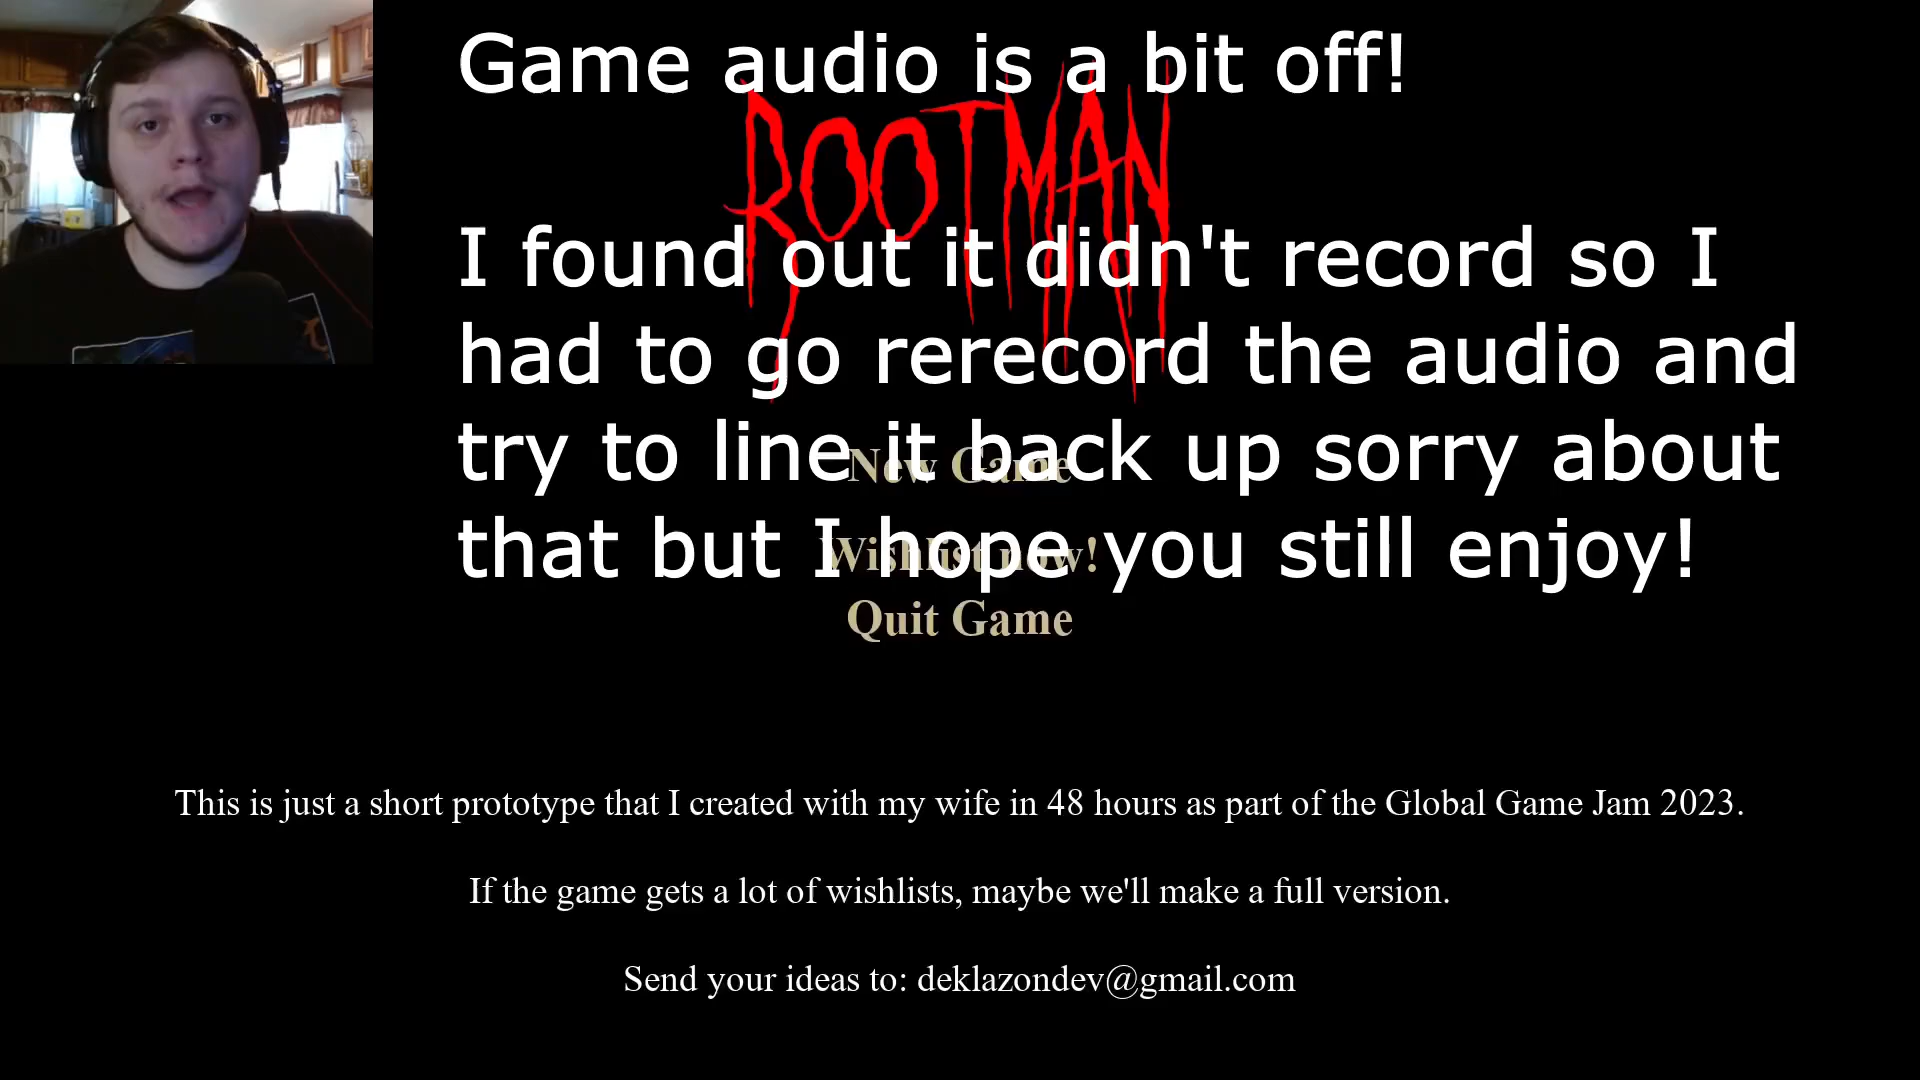 Game audio is a bit off!
ROOTMAN
I found out it didn't record so I
had to go rerecord the audio and
try to line it back up sorry about
that but I hope you still enjoy!
New Game
Wishlist now!
Quit Game
This is just a short prototype that I created with my wife in 48 hours as part of the Global Game Jam 2023.
If the game gets a lot of wishlists, maybe we'll make a full version.
Send your ideas to: deklazondev@gmail.com